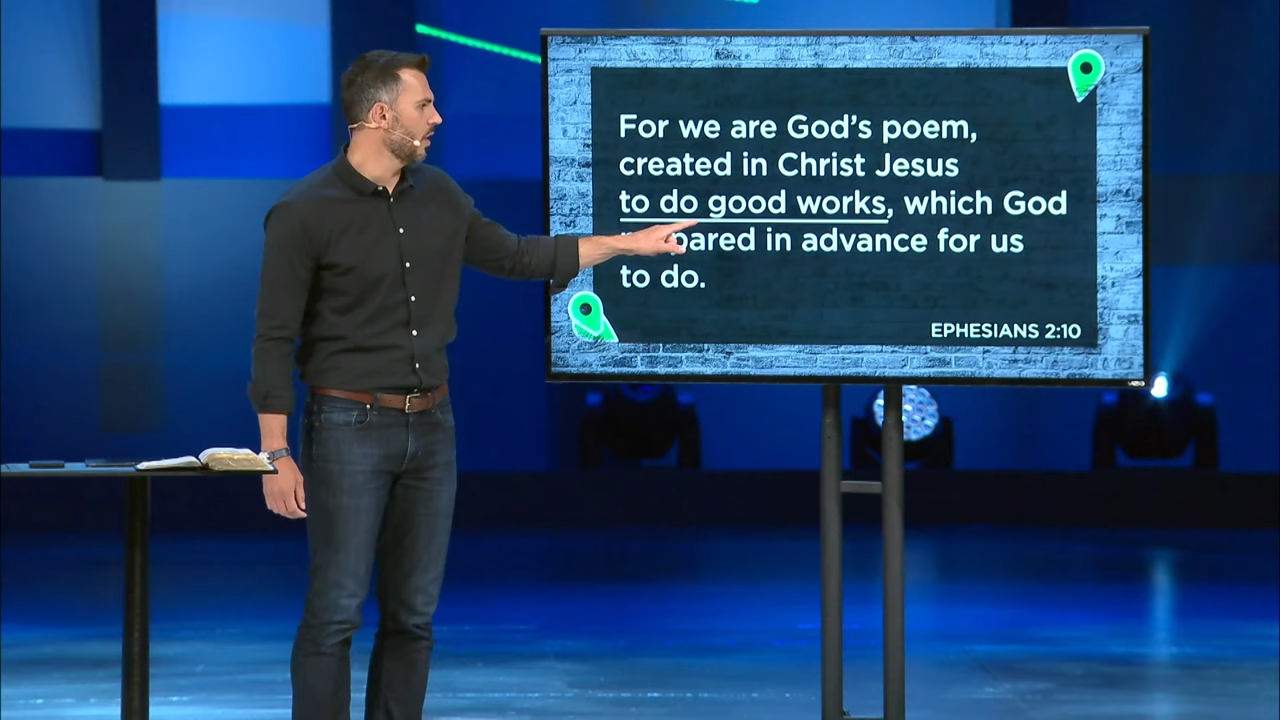 For we are God's poem,
created in Christ Jesus
to do good works, which God
pared in advance for us
to do.
EPHESIANS 2:10